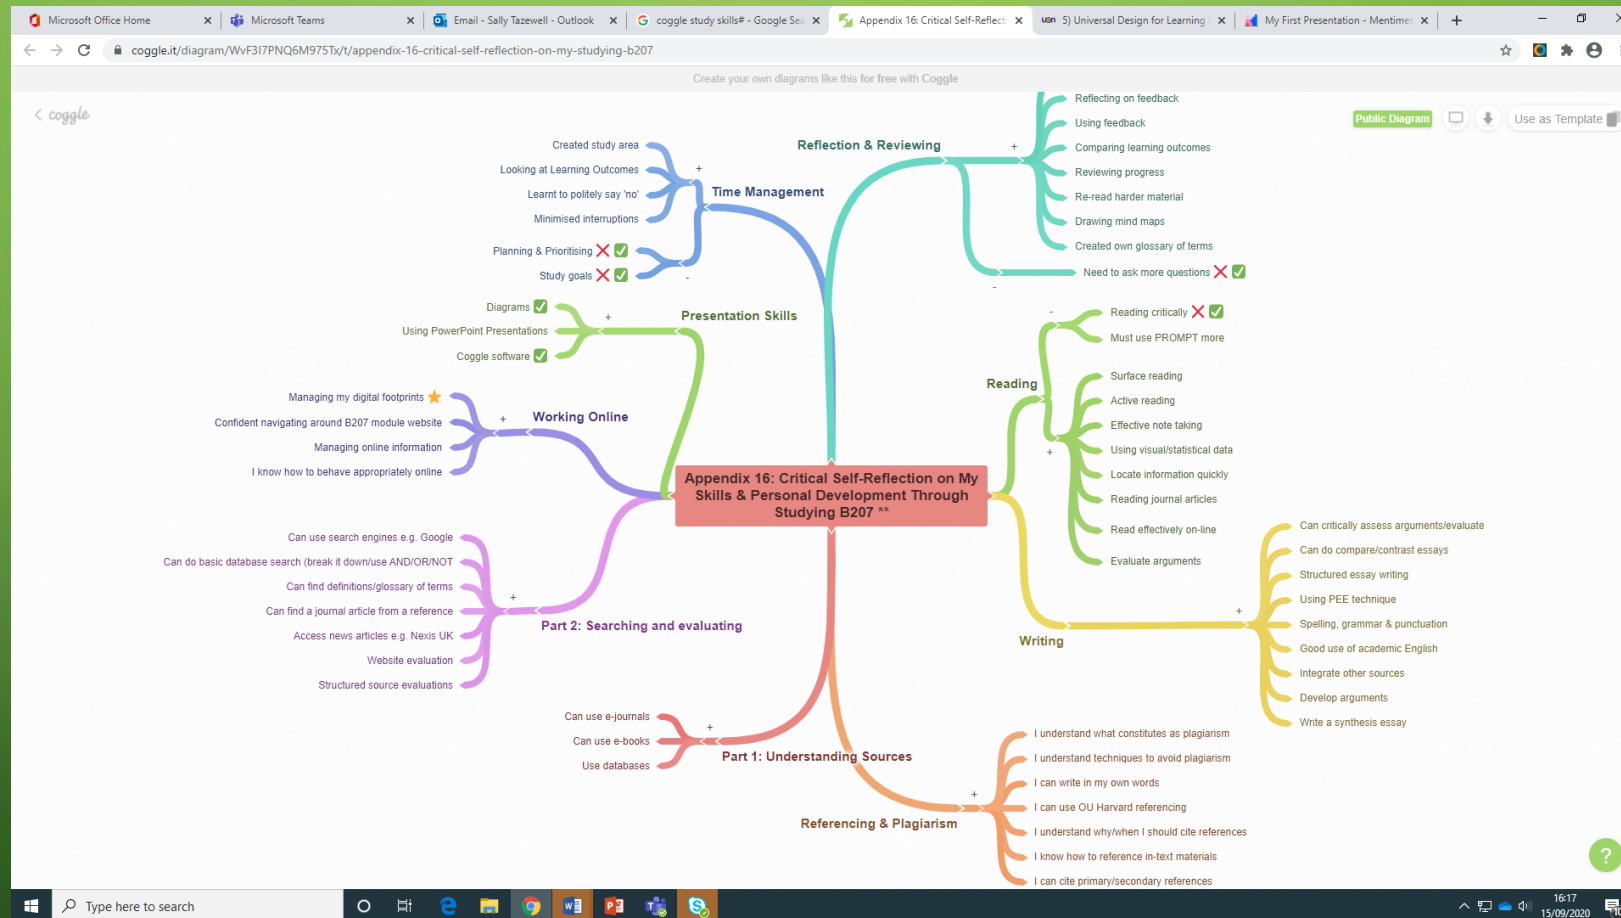 Microsoft Office Home
Microsoft Teams
Email - Sally Tazewell - Outlook
coggle study skills# - Google Sea
Appendix 16: Critical Self-Reflect
5) Universal Design for Learning
My First Presentation - Mentimet
coggle.it/diagram/WvF3I7PNQ6M975Tx/t/appendix-16-critical-self-reflection-on-my-studying-b207
Create your own diagrams like this for free with Coggle
coggle
Public Diagram
Use as Template
Time Management
+
Created study area
Looking at Learning Outcomes
Learnt to politely say 'no'
Minimised interruptions
-
Planning & Prioritising ❌ ✅
Study goals ❌ ✅
Presentation Skills
+
Diagrams ✅
Using PowerPoint Presentations
Coggle software ✅
Working Online
+
Managing my digital footprints ⭐
Confident navigating around B207 module website
Managing online information
I know how to behave appropriately online
Part 2: Searching and evaluating
+
Can use search engines e.g. Google
Can do basic database search (break it down/use AND/OR/NOT
Can find definitions/glossary of terms
Can find a journal article from a reference
Access news articles e.g. Nexis UK
Website evaluation
Structured source evaluations
Part 1: Understanding Sources
+
Can use e-journals
Can use e-books
Use databases
Appendix 16: Critical Self-Reflection on My
Skills & Personal Development Through
Studying B207 **
Reflection & Reviewing
+
Reflecting on feedback
Using feedback
Comparing learning outcomes
Reviewing progress
Re-read harder material
Drawing mind maps
Created own glossary of terms
-
Need to ask more questions ❌ ✅
Reading
-
Reading critically ❌ ✅
Must use PROMPT more
+
Surface reading
Active reading
Effective note taking
Using visual/statistical data
Locate information quickly
Reading journal articles
Read effectively on-line
Evaluate arguments
Writing
+
Can critically assess arguments/evaluate
Can do compare/contrast essays
Structured essay writing
Using PEE technique
Spelling, grammar & punctuation
Good use of academic English
Integrate other sources
Develop arguments
Write a synthesis essay
Referencing & Plagiarism
+
I understand what constitutes as plagiarism
I understand techniques to avoid plagiarism
I can write in my own words
I can use OU Harvard referencing
I understand why/when I should cite references
I know how to reference in-text materials
I can cite primary/secondary references
?
Type here to search
16:17
15/09/2020